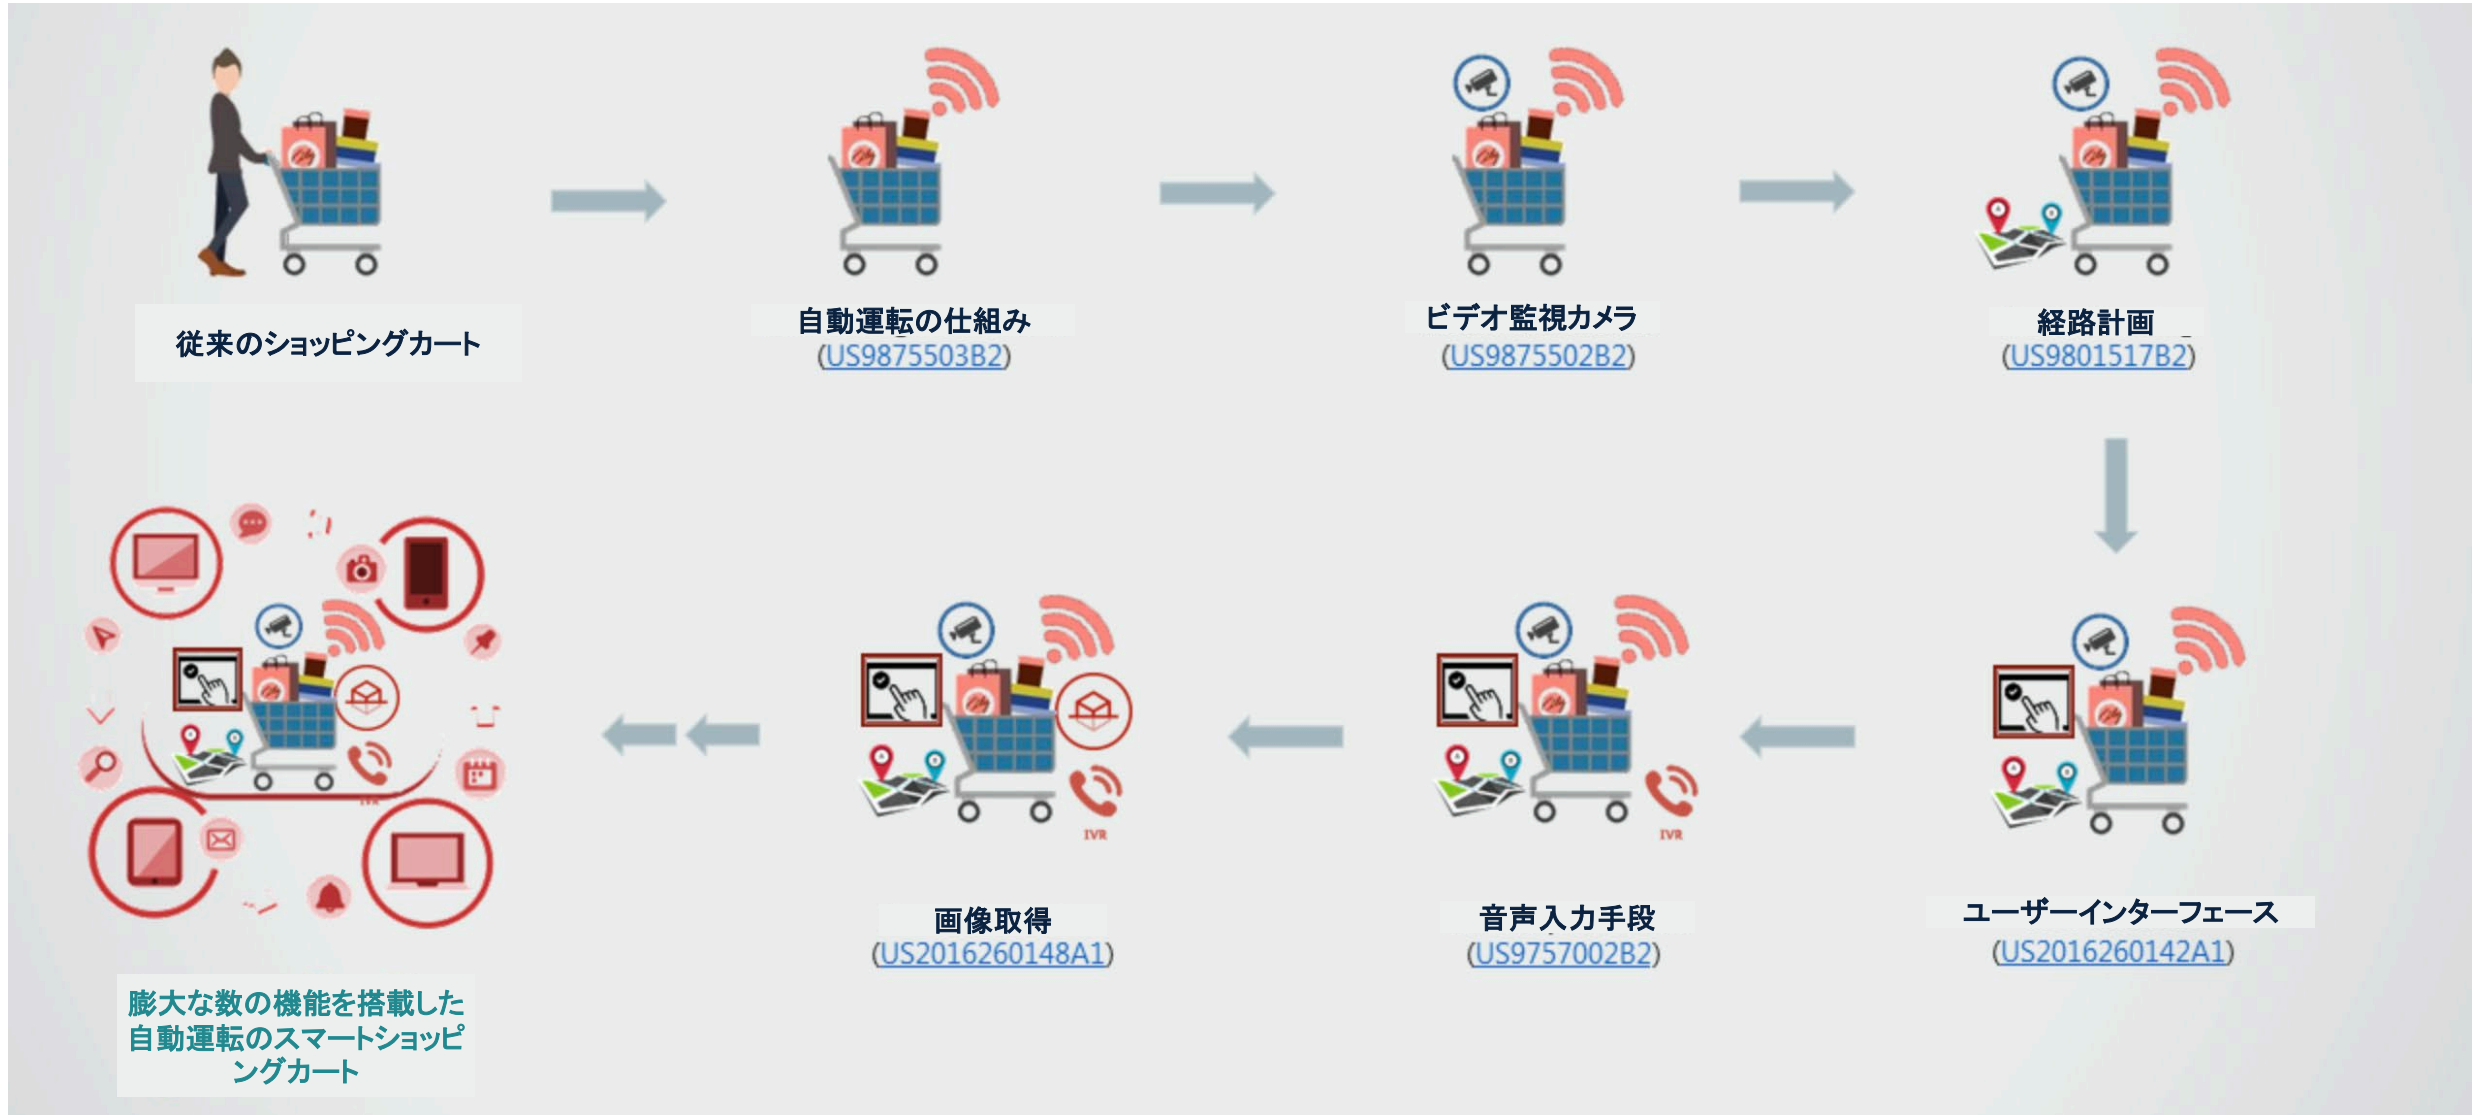 従来のショッピングカート
自動運転の仕組み
(US9875503B2)
ビデオ監視カメラ
(US9875502B2)
経路計画
(US9801517B2)
ユーザーインターフェース
(US2016260142A1)
音声入力手段
(US9757002B2)
IVR
画像取得
(US2016260148A1)
IVR
膨大な数の機能を搭載した
自動運転のスマートショッピ
ングカート
IVR